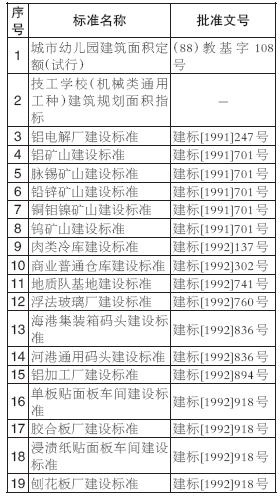 序号 标准名称 批准文号
1 城市幼儿园建筑面积定额(试行) (88)教基字108号
2 技工学校(机械类通用工种)建筑规划面积指标 —
3 铝电解厂建设标准 建标[1991]247号
4 铝矿山建设标准 建标[1991]701号
5 脉锡矿山建设标准 建标[1991]701号
6 铅锌矿山建设标准 建标[1991]701号
7 铜钼镍矿山建设标准 建标[1991]701号
8 钨矿山建设标准 建标[1991]701号
9 肉类冷库建设标准 建标[1992]137号
10 商业普通仓库建设标准 建标[1992]302号
11 地质队基地建设标准 建标[1992]741号
12 浮法玻璃厂建设标准 建标[1992]760号
13 海港集装箱码头建设标准 建标[1992]836号
14 河港通用码头建设标准 建标[1992]836号
15 铝加工厂建设标准 建标[1992]894号
16 单板贴面板车间建设标准 建标[1992]918号
17 胶合板厂建设标准 建标[1992]918号
18 浸渍纸贴面板车间建设标准 建标[1992]918号
19 刨花板厂建设标准 建标[1992]918号